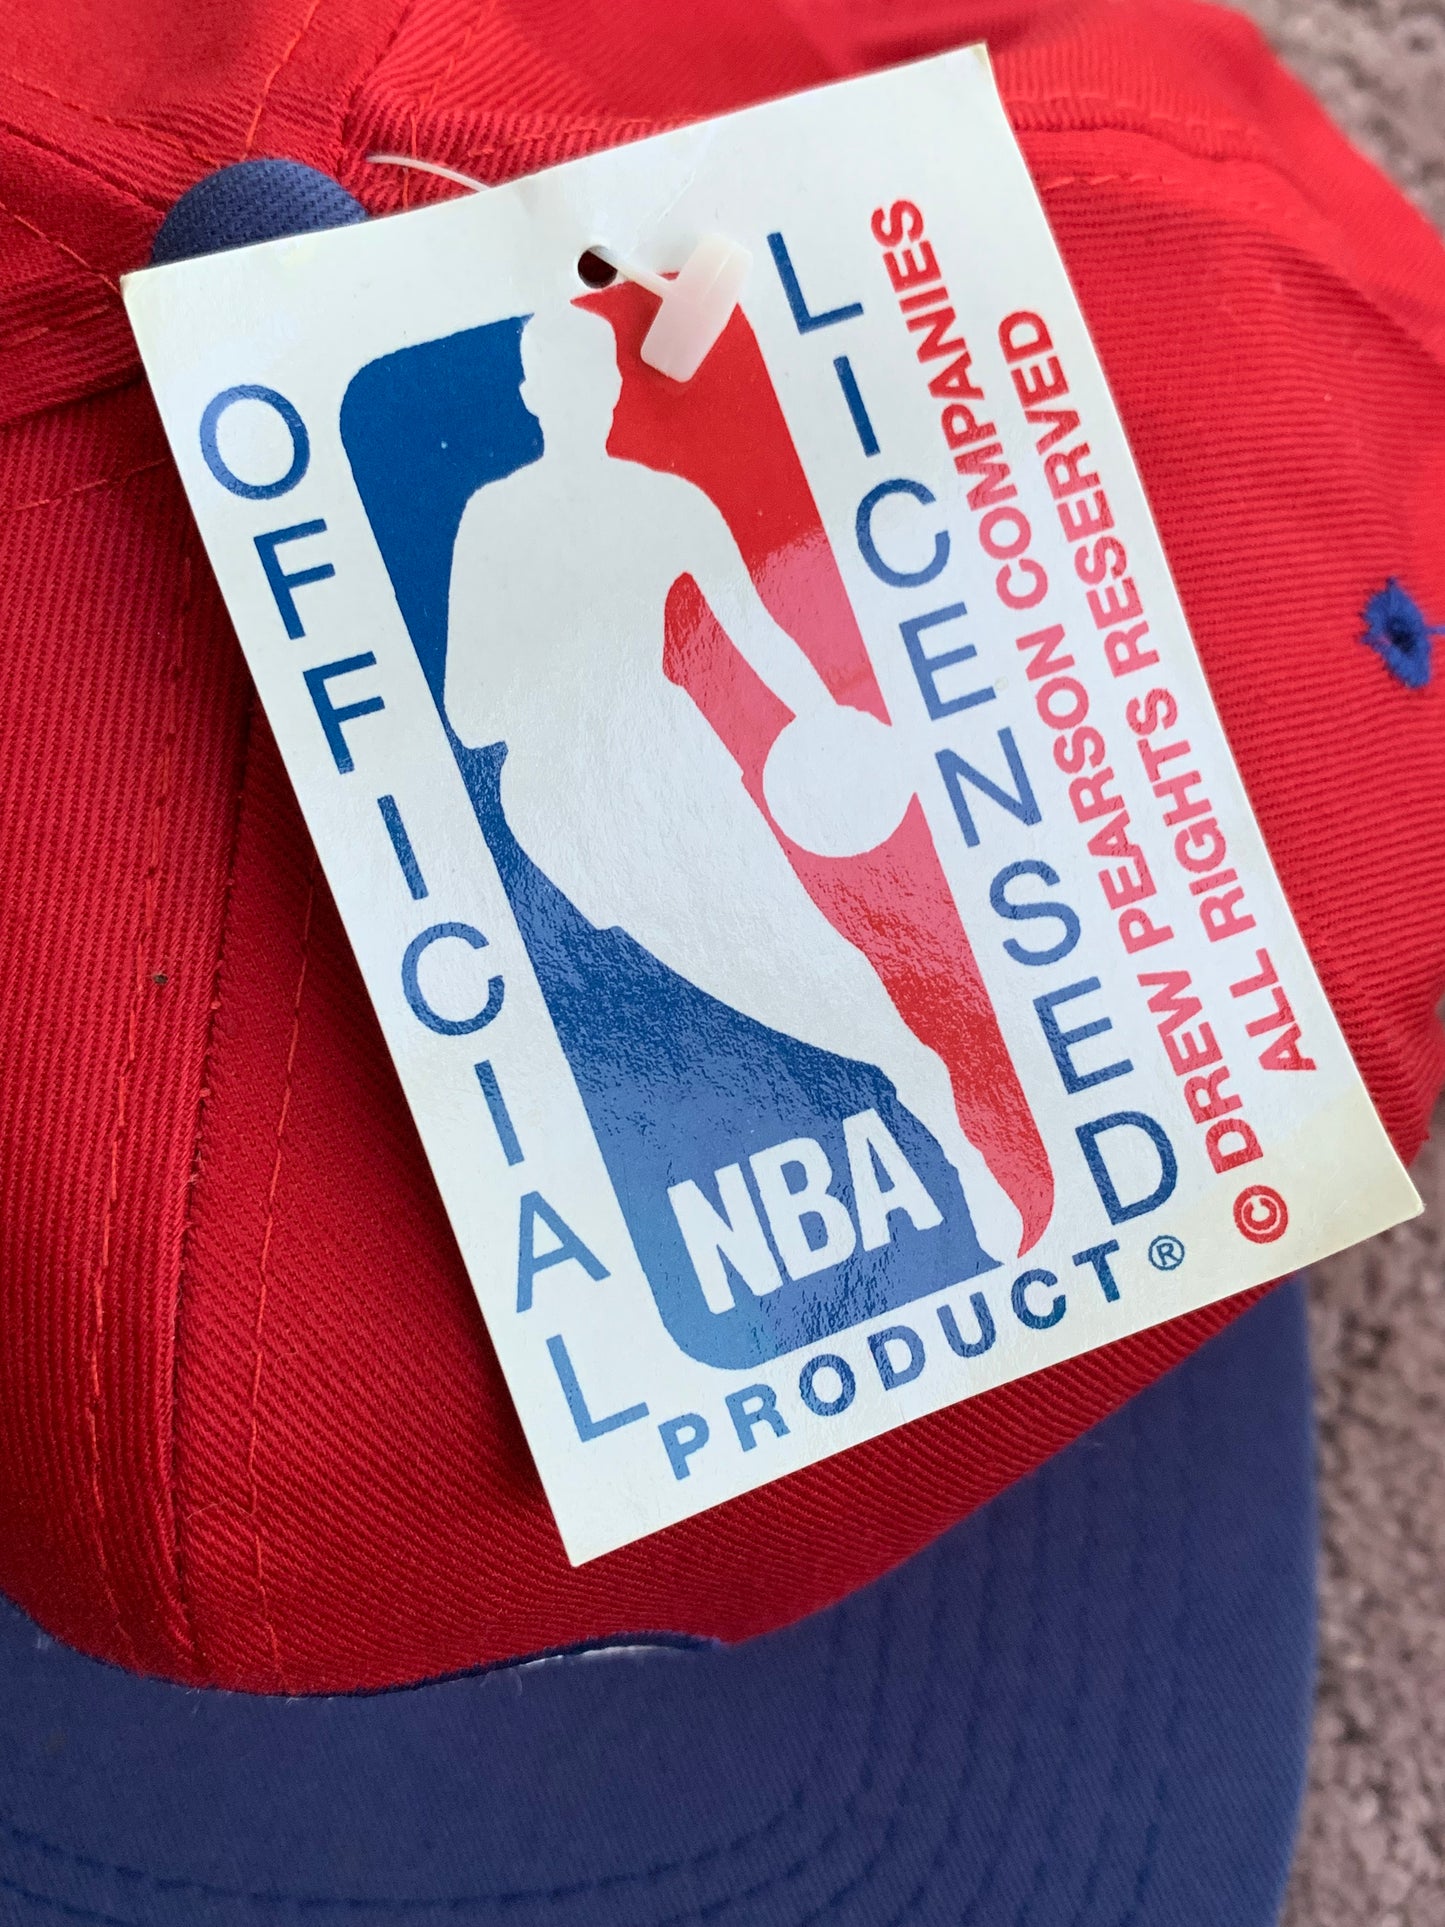 OFFICIAL
LICENSED
PRODUCT®
NBA
© DREW PEARSON COMPANIES
ALL RIGHTS RESERVED